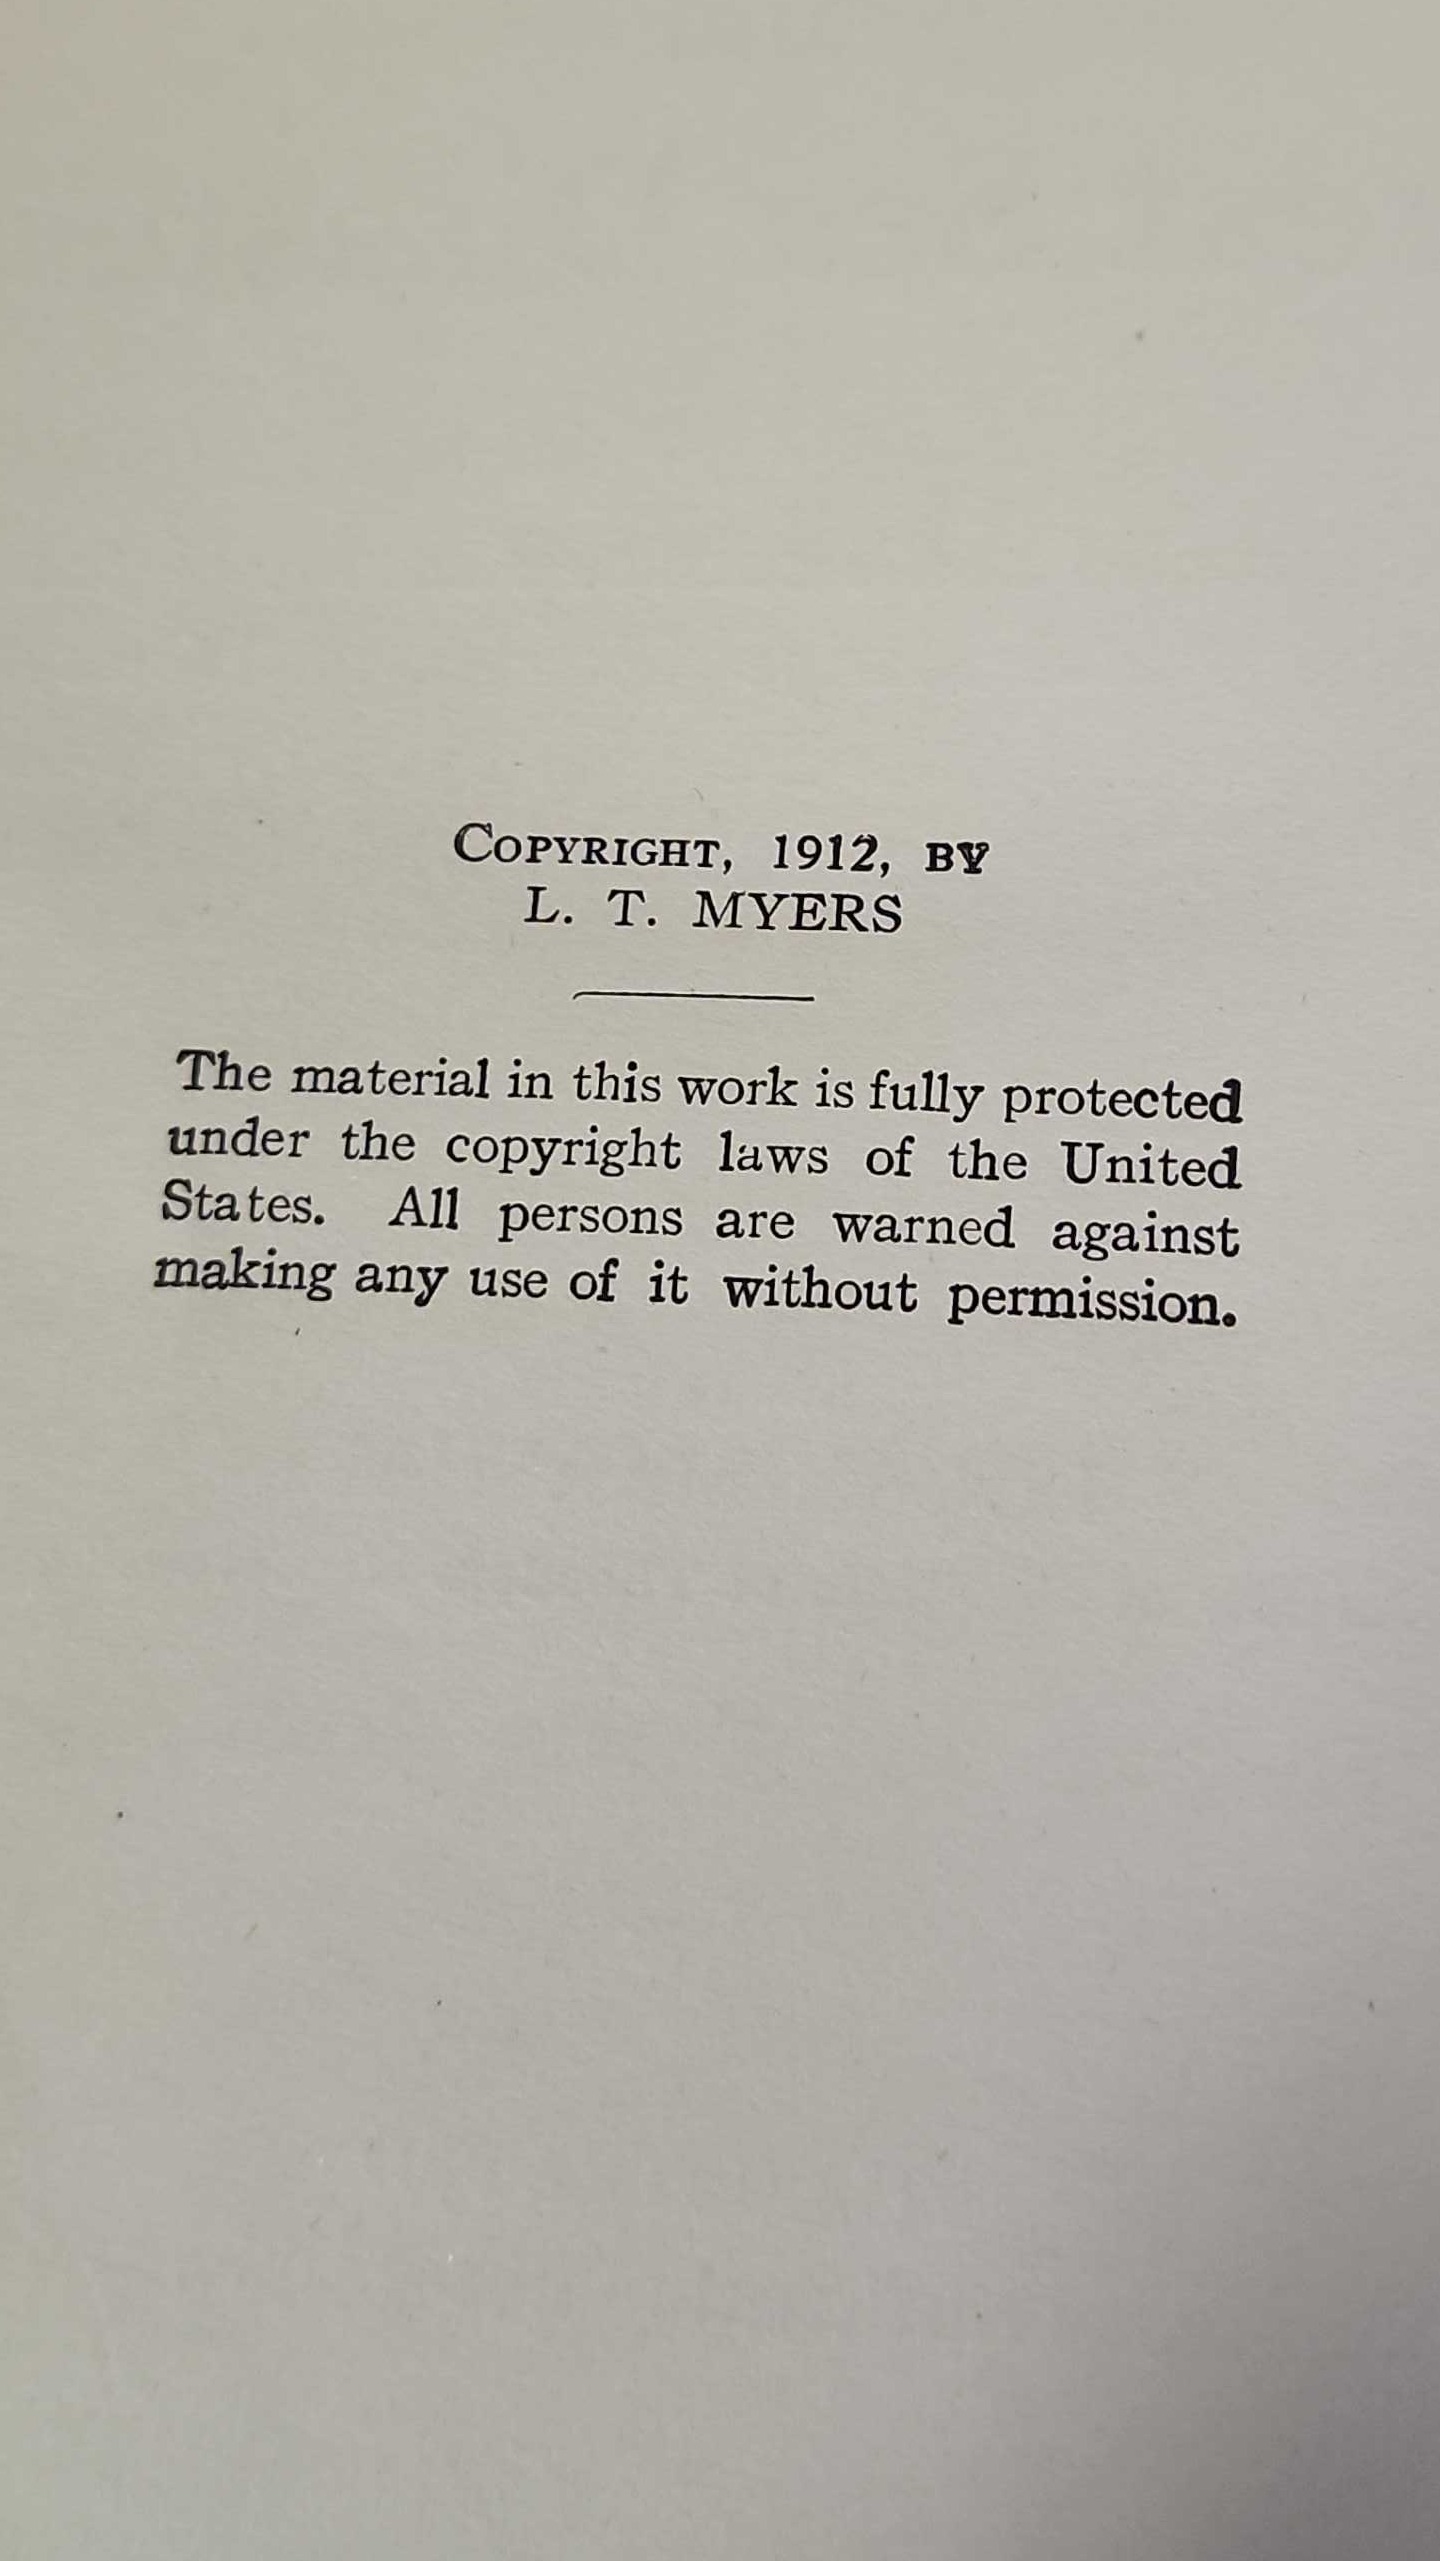 COPYRIGHT, 1912, BY
L. T. MYERS
The material in this work is fully protected
under the copyright laws of the United
States. All persons are warned against
making any use of it without permission.